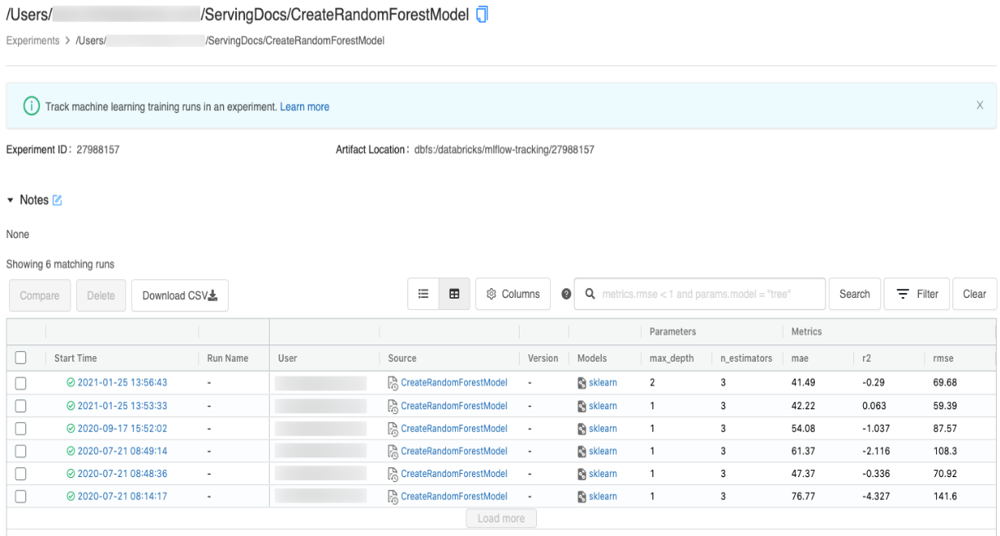 /Users/ /ServingDocs/CreateRandomForestModel
Experiments > /Users/ /ServingDocs/CreateRandomForestModel
Track machine learning training runs in an experiment. Learn more X
Experiment ID : 27988157 Artifact Location : dbfs:/databricks/mlflow-tracking/27988157
Notes
None
Showing 6 matching runs
Compare Delete Download CSV Columns ? metrics.rmse < 1 and params.model = "tree" Search Filter Clear
Parameters Metrics
Start Time Run Name User Source Version Models max_depth n_estimators mae r2 rmse
2021-01-25 13:56:43 - CreateRandomForestModel - sklearn 2 3 41.49 -0.29 69.68
2021-01-25 13:53:33 - CreateRandomForestModel - sklearn 1 3 42.22 0.063 59.39
2020-09-17 15:52:02 - CreateRandomForestModel - sklearn 1 3 54.08 -1.037 87.57
2020-07-21 08:49:14 - CreateRandomForestModel - sklearn 1 3 61.37 -2.116 108.3
2020-07-21 08:48:36 - CreateRandomForestModel - sklearn 1 3 47.37 -0.336 70.92
2020-07-21 08:14:17 - CreateRandomForestModel - sklearn 1 3 76.77 -4.327 141.6
Load more